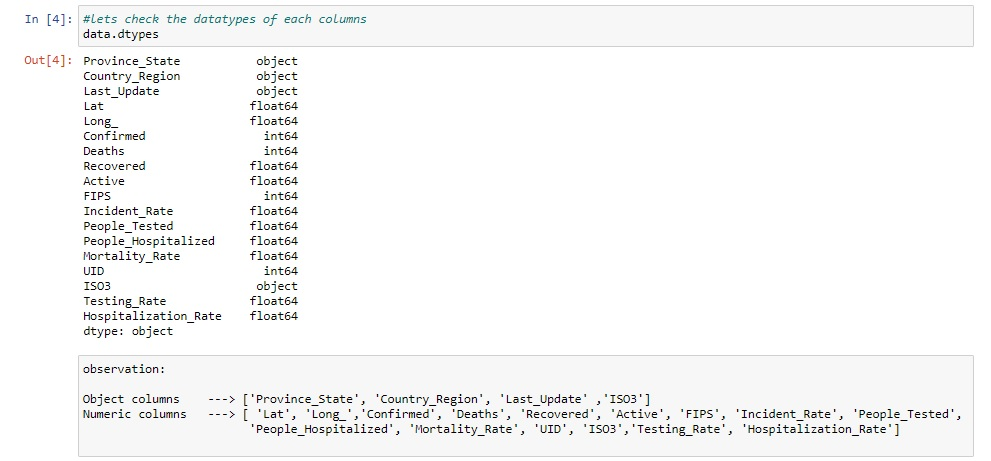 In [4]: #lets check the datatypes of each columns
data.dtypes
Out[4]: Province_State object
Country_Region object
Last_Update object
Lat float64
Long_ float64
Confirmed int64
Deaths int64
Recovered float64
Active float64
FIPS int64
Incident_Rate float64
People_Tested float64
People_Hospitalized float64
Mortality_Rate float64
UID int64
ISO3 object
Testing_Rate float64
Hospitalization_Rate float64
dtype: object
observation:
Object columns ---> ['Province_State', 'Country_Region', 'Last_Update' ,'ISO3']
Numeric columns ---> [ 'Lat', 'Long_','Confirmed', 'Deaths', 'Recovered', 'Active', 'FIPS', 'Incident_Rate', 'People_Tested',
'People_Hospitalized', 'Mortality_Rate', 'UID', 'ISO3','Testing_Rate', 'Hospitalization_Rate']